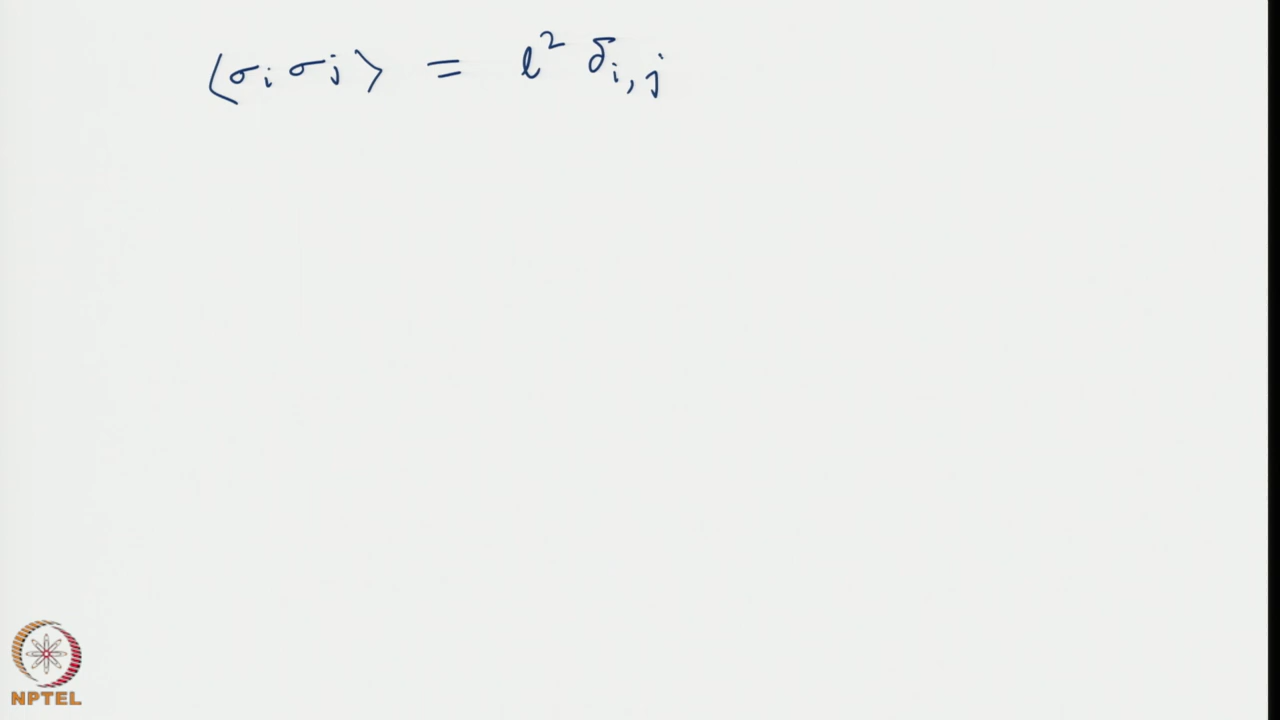 ⟨σᵢ σⱼ⟩ = l² δᵢ,ⱼ
NPTEL